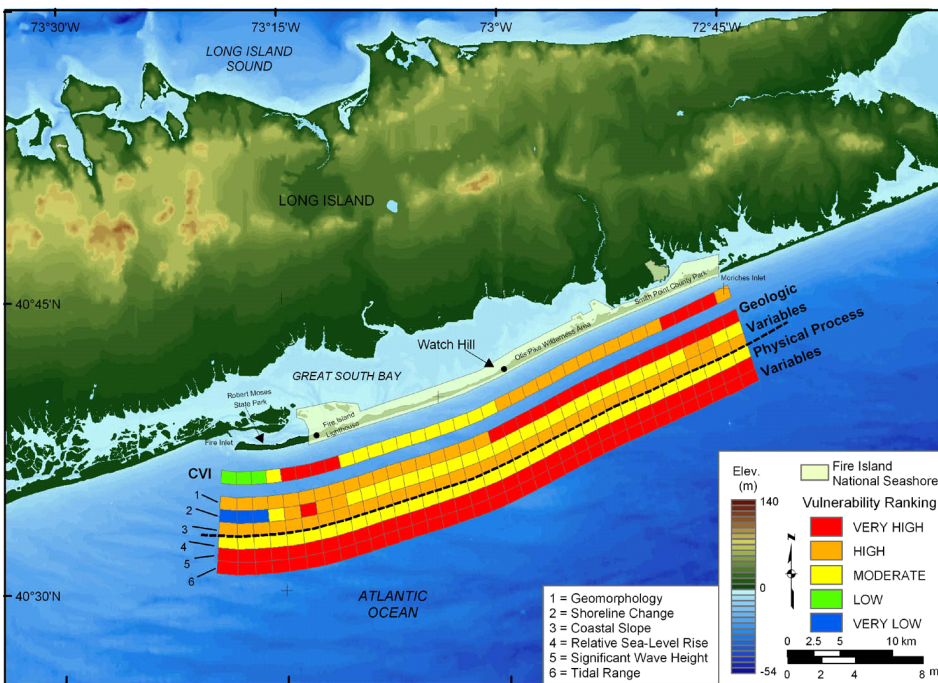 73°30'W
73°15'W
73°W
72°45'W
LONG ISLAND
SOUND
LONG ISLAND
40°45'N
Moriches Inlet
Smith Point County Park
Geologic
Variables
Physical Process
Variables
Otis Pike Wilderness Area
Watch Hill
GREAT SOUTH BAY
Robert Moses
State Park
Fire Island
Lighthouse
Fire Inlet
CVI
1
2
3
4
5
6
40°30'N
ATLANTIC
OCEAN
1 = Geomorphology
2 = Shoreline Change
3 = Coastal Slope
4 = Relative Sea-Level Rise
5 = Significant Wave Height
6 = Tidal Range
Elev.
(m)
140
0
-54
Fire Island
National Seashore
Vulnerability Ranking
VERY HIGH
HIGH
MODERATE
LOW
VERY LOW
N
0 2.5 5 10 km
0 2 4 8 m